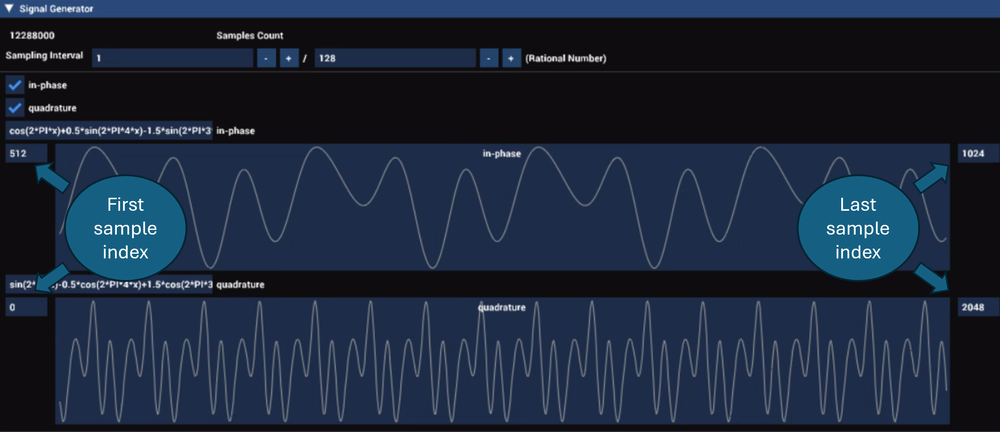 Signal Generator
12288000 Samples Count
Sampling Interval 1 - + / 128 - + (Rational Number)
in-phase
quadrature
cos(2*PI*x)+0.5*sin(2*PI*4*x)-1.5*sin(2*PI*3 in-phase
512 in-phase 1024
First
sample
index
Last
sample
index
sin(2* )-0.5*cos(2*PI*4*x)+1.5*cos(2*PI*3 quadrature
0 quadrature 2048